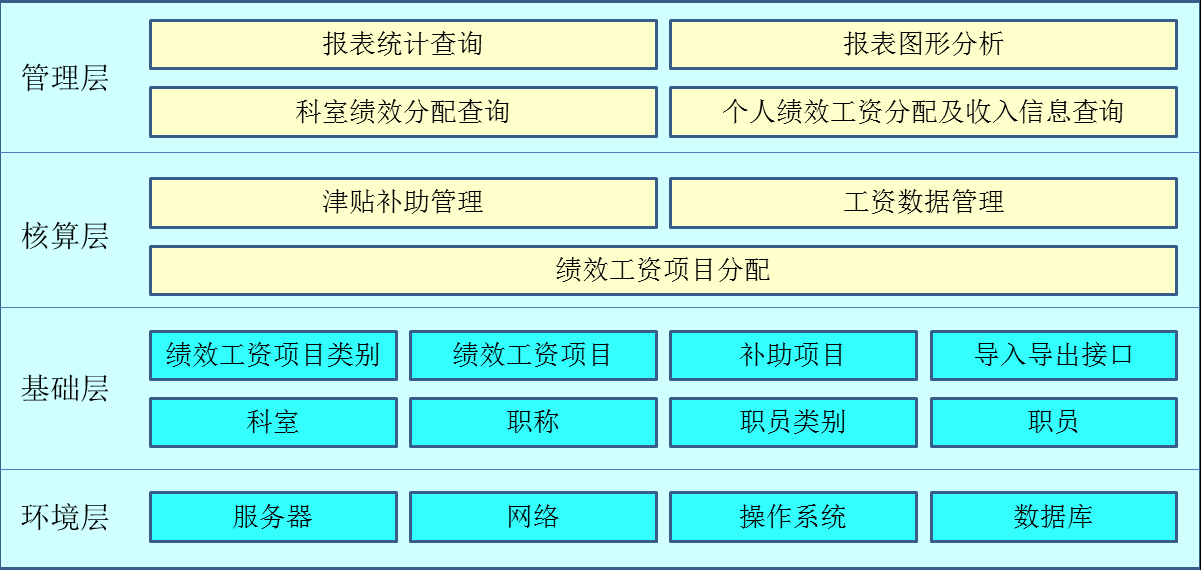 管理层
报表统计查询
报表图形分析
科室绩效分配查询
个人绩效工资分配及收入信息查询
核算层
津贴补助管理
工资数据管理
绩效工资项目分配
基础层
绩效工资项目类别
绩效工资项目
补助项目
导入导出接口
科室
职称
职员类别
职员
环境层
服务器
网络
操作系统
数据库